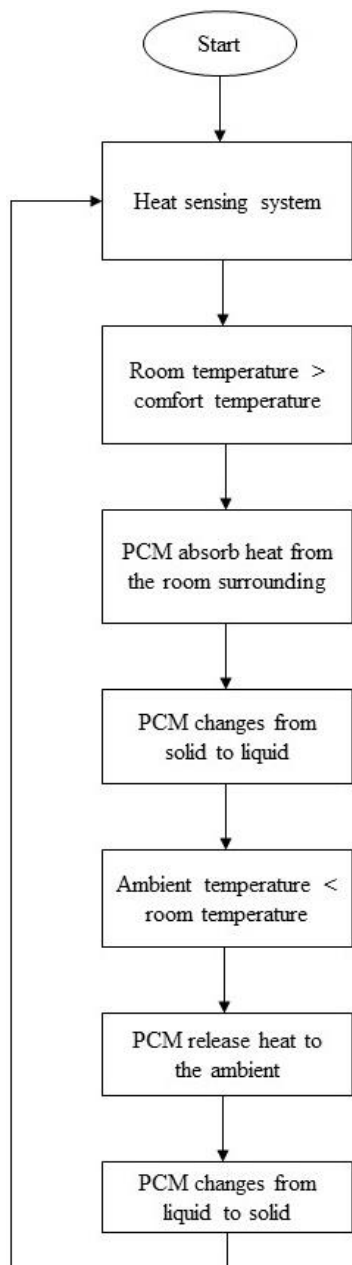 Start
Heat sensing system
Room temperature >
comfort temperature
PCM absorb heat from
the room surrounding
PCM changes from
solid to liquid
Ambient temperature <
room temperature
PCM release heat to
the ambient
PCM changes from
liquid to solid